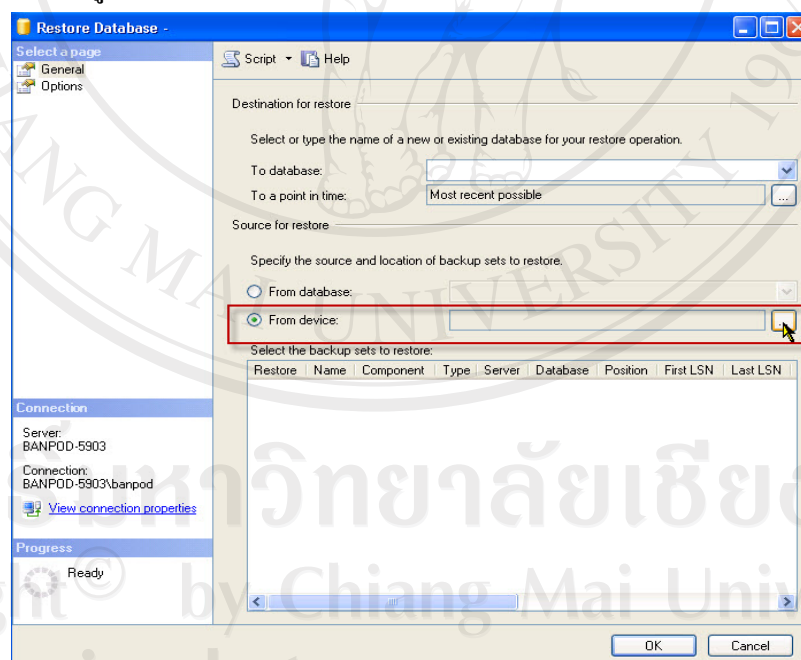 Restore Database -
Select a page
General
Options
Script Help
Destination for restore
Select or type the name of a new or existing database for your restore operation.
To database:
To a point in time: Most recent possible ...
Source for restore
Specify the source and location of backup sets to restore.
From database:
From device:
Select the backup sets to restore:
Restore Name Component Type Server Database Position First LSN Last LSN
Connection
Server:
BANPOD-5903
Connection:
BANPOD-5903\banpod
View connection properties
Progress
Ready
OK Cancel
ANG MAI UNIVERSITY 196
มหาวิทยาลัยเชีย
© by Chiang Mai Univ